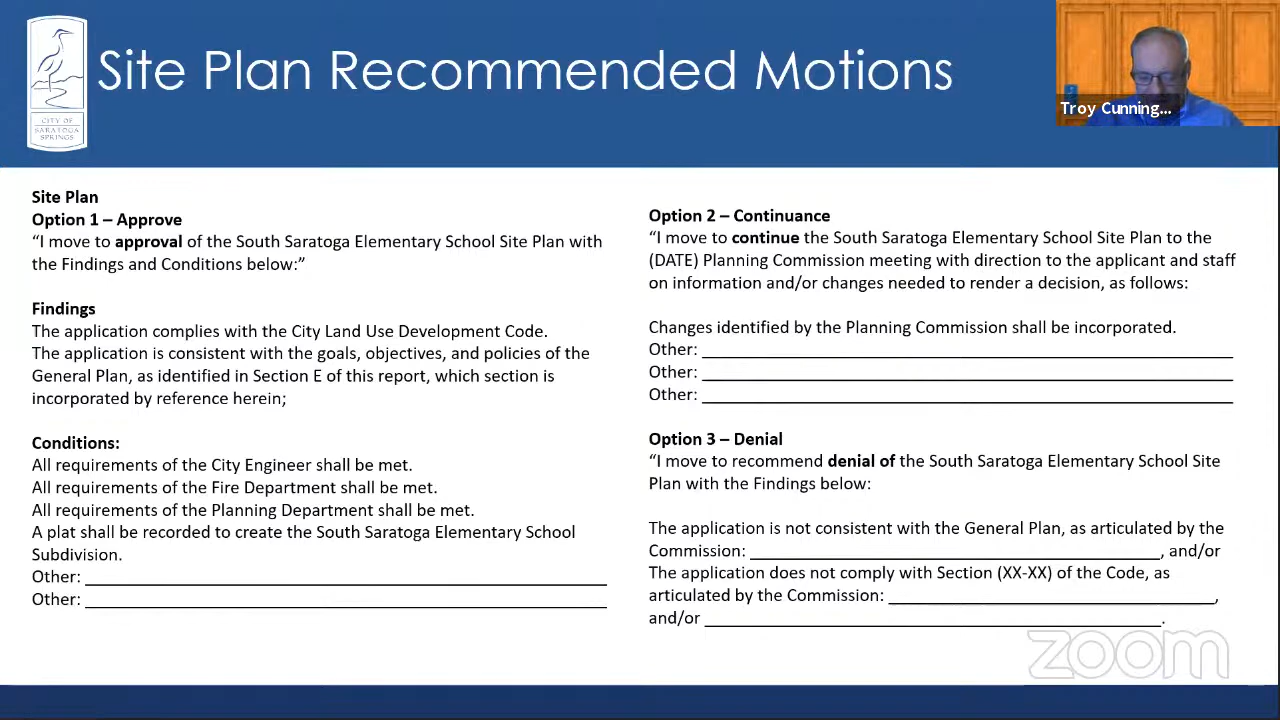 CITY OF
SARATOGA
SPRINGS
Site Plan Recommended Motions
Troy Cunning...
Site Plan
Option 1 – Approve
“I move to approval of the South Saratoga Elementary School Site Plan with
the Findings and Conditions below:”
Findings
The application complies with the City Land Use Development Code.
The application is consistent with the goals, objectives, and policies of the
General Plan, as identified in Section E of this report, which section is
incorporated by reference herein;
Conditions:
All requirements of the City Engineer shall be met.
All requirements of the Fire Department shall be met.
All requirements of the Planning Department shall be met.
A plat shall be recorded to create the South Saratoga Elementary School
Subdivision.
Other: ____________________
Other: ____________________
Option 2 – Continuance
“I move to continue the South Saratoga Elementary School Site Plan to the
(DATE) Planning Commission meeting with direction to the applicant and staff
on information and/or changes needed to render a decision, as follows:
Changes identified by the Planning Commission shall be incorporated.
Other: ____________________
Other: ____________________
Other: ____________________
Option 3 – Denial
“I move to recommend denial of the South Saratoga Elementary School Site
Plan with the Findings below:
The application is not consistent with the General Plan, as articulated by the
Commission: ____________________, and/or
The application does not comply with Section (XX-XX) of the Code, as
articulated by the Commission: ____________________,
and/or ____________________.
zoom